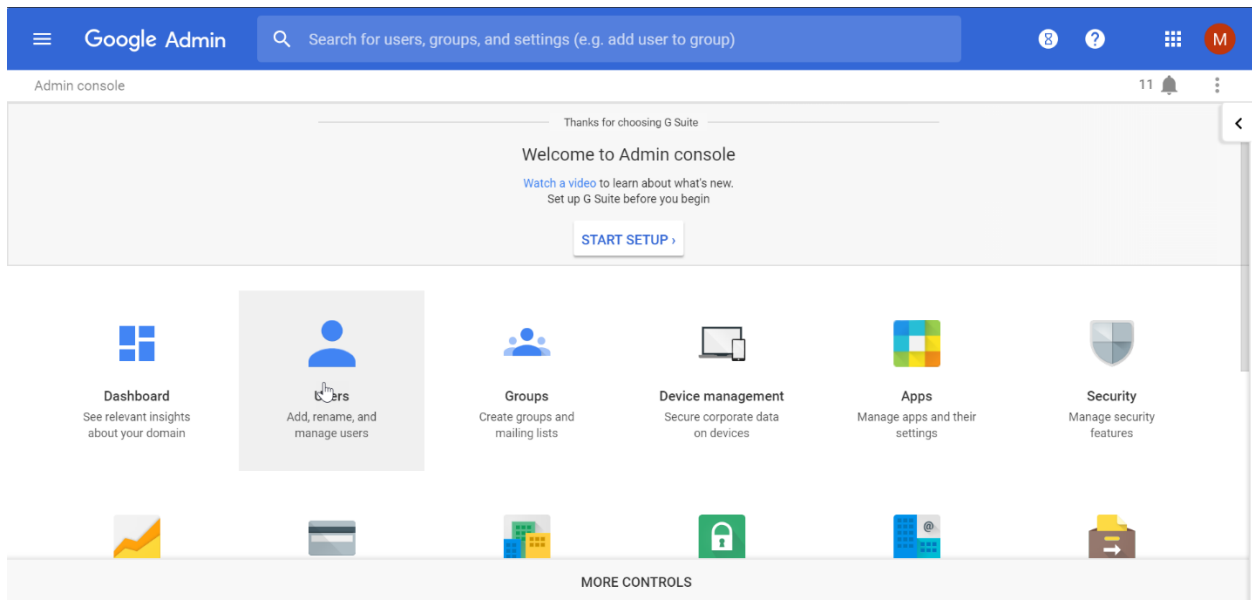 Google Admin
Search for users, groups, and settings (e.g. add user to group)
8
?
M
Admin console
11
Thanks for choosing G Suite
Welcome to Admin console
Watch a video to learn about what's new.
Set up G Suite before you begin
START SETUP ›
Dashboard
See relevant insights
about your domain
Add, rename, and
manage users
Groups
Create groups and
mailing lists
Device management
Secure corporate data
on devices
Apps
Manage apps and their
settings
Security
Manage security
features
@
MORE CONTROLS